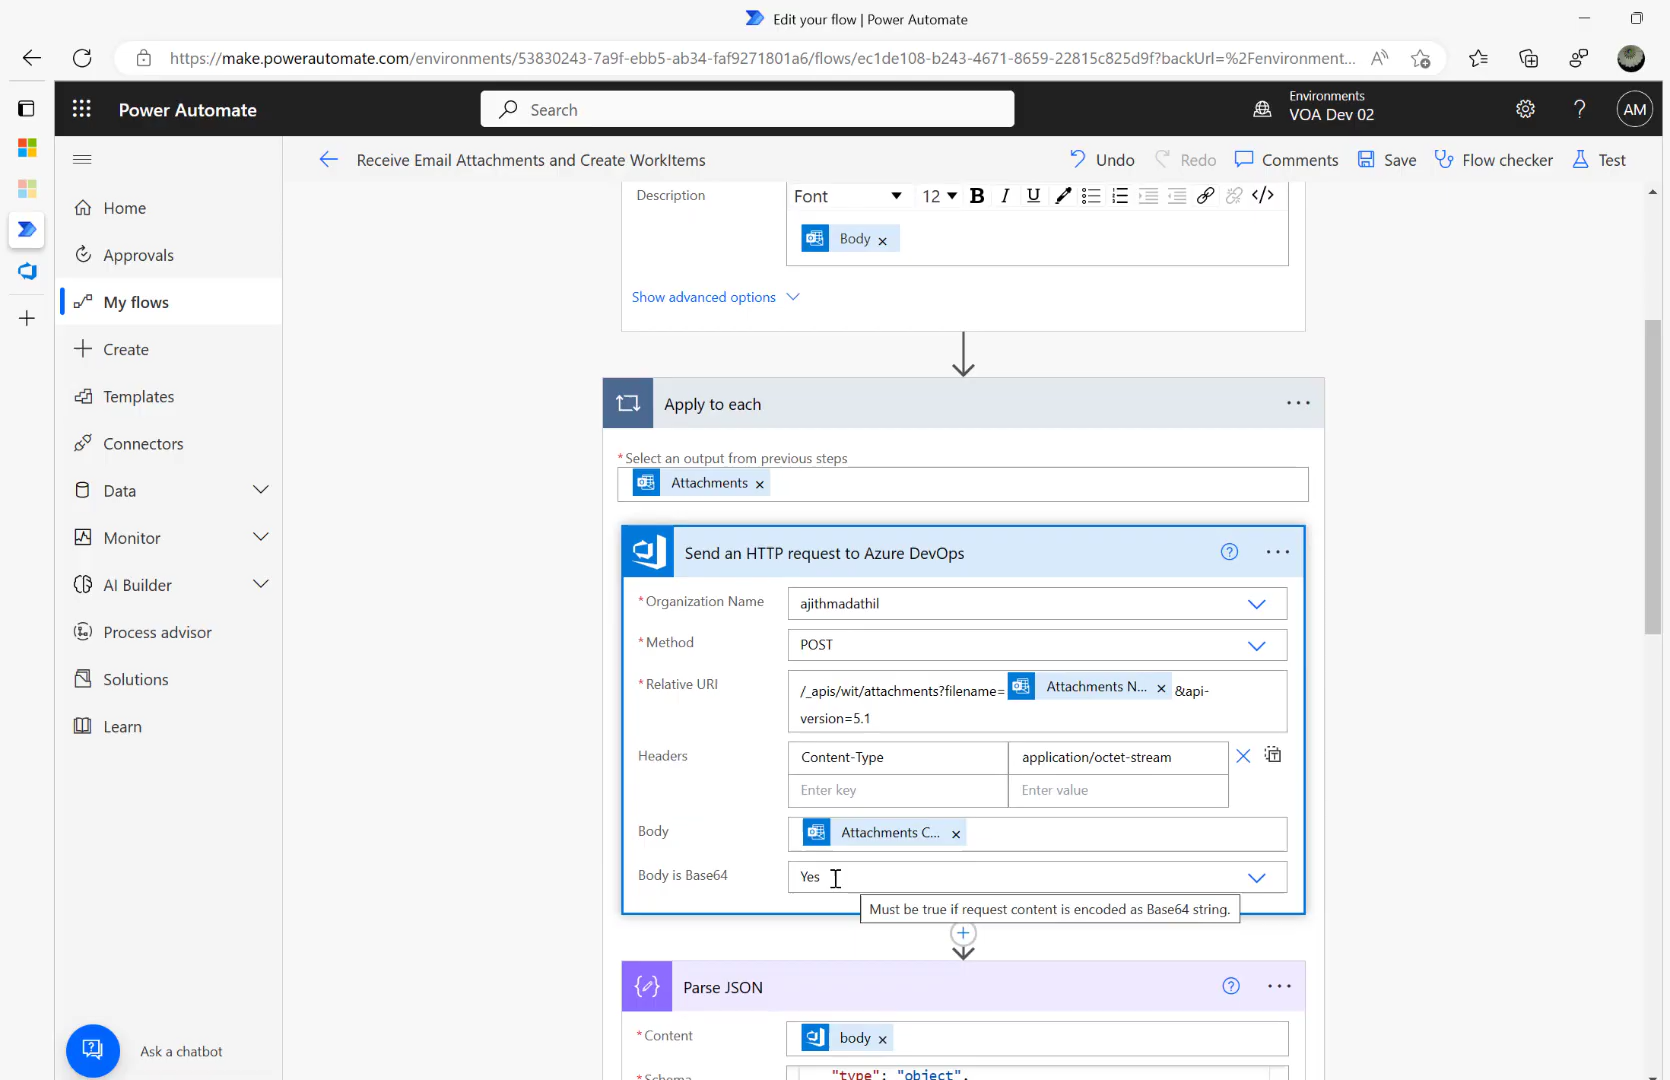 Edit your flow | Power Automate
https://make.powerautomate.com/environments/53830243-7a9f-ebb5-ab34-faf9271801a6/flows/ec1de108-b243-4671-8659-22815c825d9f?backUrl=%2Fenvironment...
Power Automate
Search
Environments
VOA Dev 02
?
AM
Receive Email Attachments and Create WorkItems
Undo
Redo
Comments
Save
Flow checker
Test
Home
Approvals
My flows
Create
Templates
Connectors
Data
Monitor
AI Builder
Process advisor
Solutions
Learn
Ask a chatbot
Description
Font
12
B
I
U
Body
Show advanced options
Apply to each
*Select an output from previous steps
Attachments
Send an HTTP request to Azure DevOps
*Organization Name
ajithmadathil
*Method
POST
*Relative URI
/_apis/wit/attachments?filename= Attachments N... &api-
version=5.1
Headers
Content-Type
application/octet-stream
Enter key
Enter value
Body
Attachments C...
Body is Base64
Yes
Must be true if request content is encoded as Base64 string.
Parse JSON
*Content
body
*Schema
"type": "object",